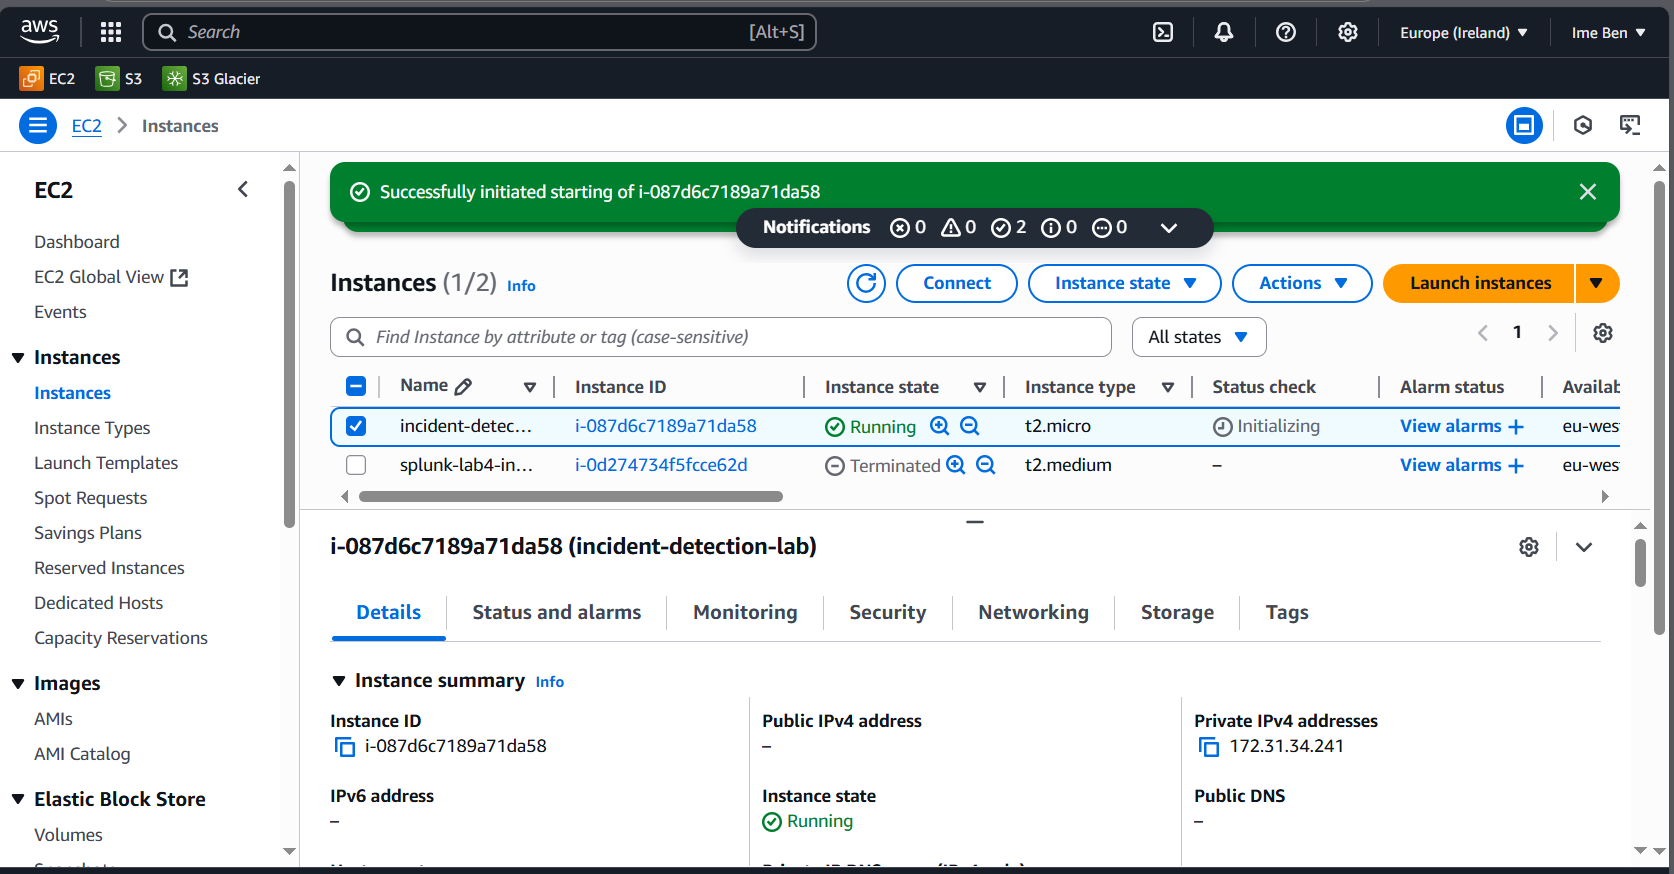 aws
Search [Alt+S]
Europe (Ireland)
Ime Ben
EC2 S3 S3 Glacier
EC2 Instances
EC2
Dashboard
EC2 Global View
Events
Instances
Instances
Instance Types
Launch Templates
Spot Requests
Savings Plans
Reserved Instances
Dedicated Hosts
Capacity Reservations
Images
AMIs
AMI Catalog
Elastic Block Store
Volumes
Successfully initiated starting of i-087d6c7189a71da58
Notifications 0 0 2 0 0
Instances (1/2) Info
Connect
Instance state
Actions
Launch instances
Find Instance by attribute or tag (case-sensitive)
All states
1
Name Instance ID Instance state Instance type Status check Alarm status Availab
incident-detec... i-087d6c7189a71da58 Running t2.micro Initializing View alarms + eu-wes
splunk-lab4-in... i-0d274734f5fcce62d Terminated t2.medium – View alarms + eu-wes
i-087d6c7189a71da58 (incident-detection-lab)
Details Status and alarms Monitoring Security Networking Storage Tags
Instance summary Info
Instance ID
i-087d6c7189a71da58
Public IPv4 address
–
Private IPv4 addresses
172.31.34.241
IPv6 address
–
Instance state
Running
Public DNS
–